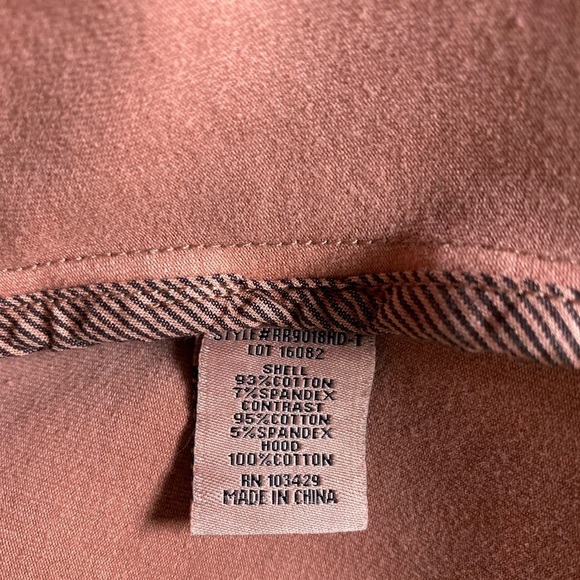 STYLE#RR9018HD-T
LOT 16082
SHELL
93%COTTON
7%SPANDEX
CONTRAST
95%COTTON
5%SPANDEX
HOOD
100%COTTON
RN 103429
MADE IN CHINA